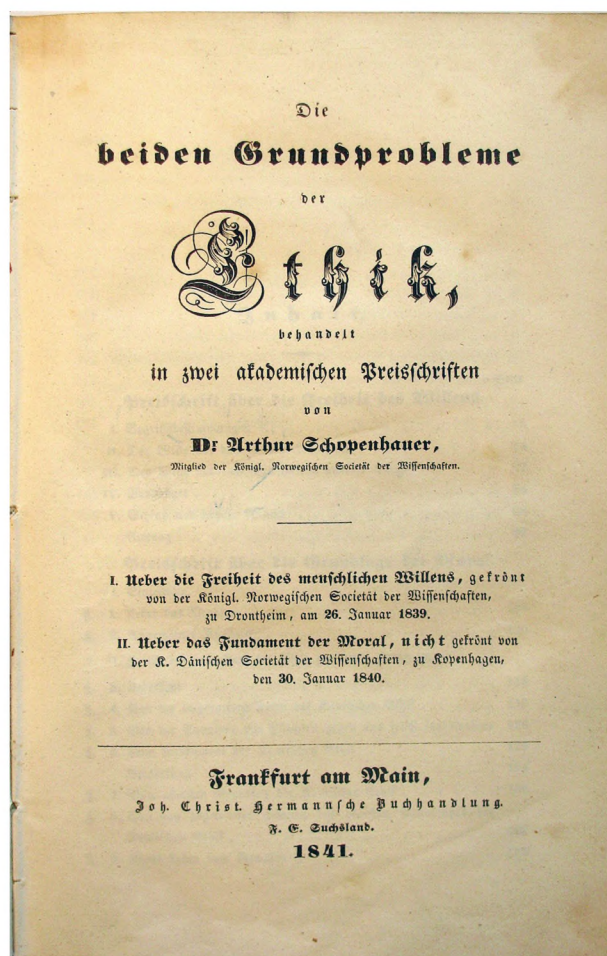 Die
beiden Grundprobleme
der
Ethik,
behandelt
in zwei akademischen Preisschriften
von
Dr Arthur Schopenhauer,
Mitglied der Königl. Norwegischen Societät der Wissenschaften.
I. Ueber die Freiheit des menschlichen Willens, gekrönt
von der Königl. Norwegischen Societät der Wissenschaften,
zu Drontheim, am 26. Januar 1839.
II. Ueber das Fundament der Moral, nicht gekrönt von
der K. Dänischen Societät der Wissenschaften, zu Kopenhagen,
den 30. Januar 1840.
Frankfurt am Main,
Joh. Christ. Hermannsche Buchhandlung.
F. E. Suchsland.
1841.